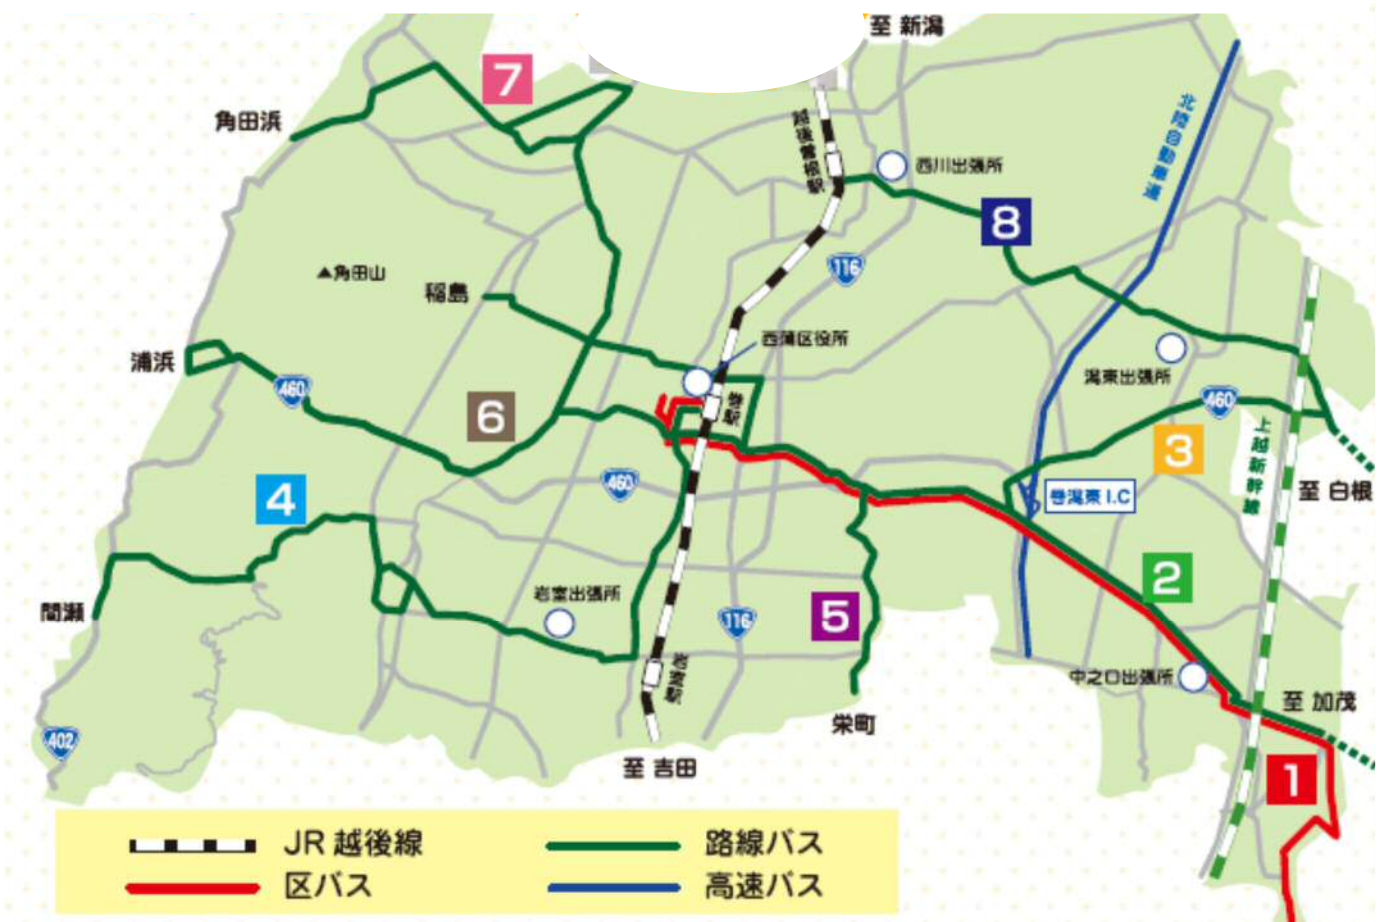 至 新潟
7
角田浜
越後曽根駅
北陸自動車道
西川出張所
8
116
▲角田山
稲島
西蒲区役所
浦浜
潟東出張所
460
460
巻駅
6
3
上越新幹線
4
460
巻潟東I.C
至 白根
2
岩室出張所
間瀬
116
5
岩室駅
中之口出張所
至 加茂
栄町
402
至 吉田
1
JR 越後線
路線バス
区バス
高速バス